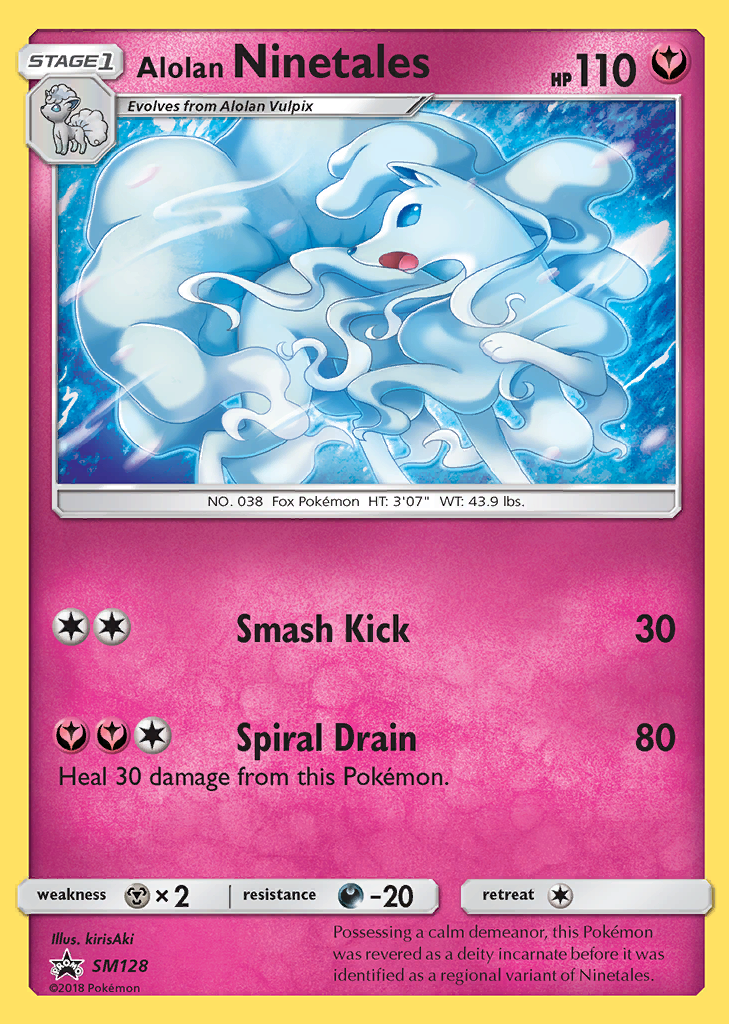 STAGE1
Alolan Ninetales
HP 110
Evolves from Alolan Vulpix
NO. 038 Fox Pokémon HT: 3'07" WT: 43.9 lbs.
Smash Kick 30
Spiral Drain 80
Heal 30 damage from this Pokémon.
weakness × 2 resistance -20 retreat
Illus. kirisAki
PROMO SM128
©2018 Pokémon
Possessing a calm demeanor, this Pokémon
was revered as a deity incarnate before it was
identified as a regional variant of Ninetales.